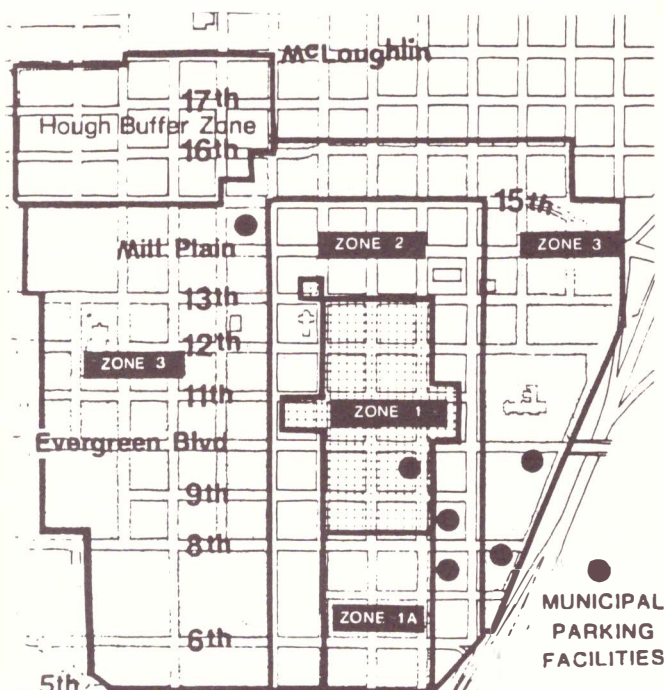 McLoughlin
17th
Hough Buffer Zone
16th
15th
Mill Plain
ZONE 2
ZONE 3
13th
12th
ZONE 3
11th
ZONE 1
Evergreen Blvd
9th
8th
ZONE 1A
6th
5th
MUNICIPAL
PARKING
FACILITIES